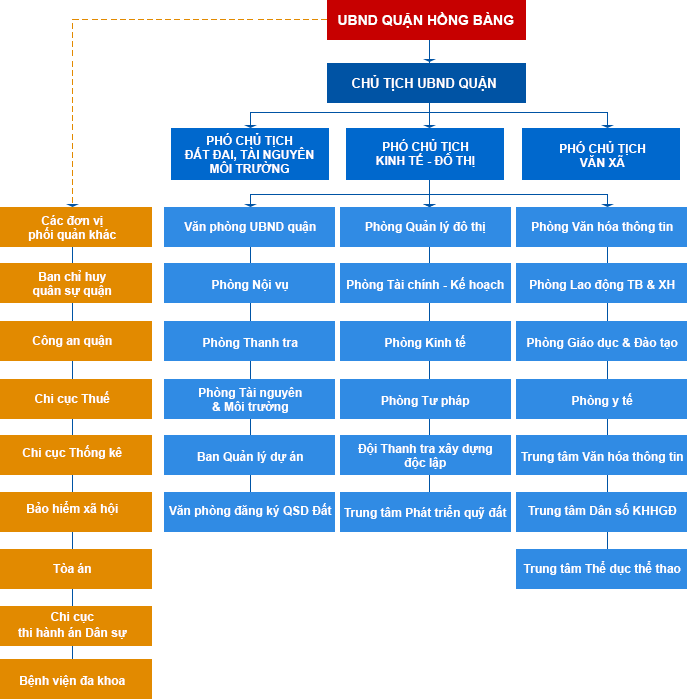 UBND QUẬN HỒNG BÀNG
CHỦ TỊCH UBND QUẬN
PHÓ CHỦ TỊCH
ĐẤT ĐAI, TÀI NGUYÊN
MÔI TRƯỜNG
PHÓ CHỦ TỊCH
KINH TẾ - ĐÔ THỊ
PHÓ CHỦ TỊCH
VĂN XÃ
Các đơn vị
phối quản khác
Ban chỉ huy
quân sự quận
Công an quận
Chi cục Thuế
Chi cục Thống kê
Bảo hiểm xã hội
Tòa án
Chi cục
thi hành án Dân sự
Bệnh viện đa khoa
Văn phòng UBND quận
Phòng Nội vụ
Phòng Thanh tra
Phòng Tài nguyên
& Môi trường
Ban Quản lý dự án
Văn phòng đăng ký QSD Đất
Phòng Quản lý đô thị
Phòng Tài chính - Kế hoạch
Phòng Kinh tế
Phòng Tư pháp
Đội Thanh tra xây dựng
độc lập
Trung tâm Phát triển quỹ đất
Phòng Văn hóa thông tin
Phòng Lao động TB & XH
Phòng Giáo dục & Đào tạo
Phòng y tế
Trung tâm Văn hóa thông tin
Trung tâm Dân số KHHGĐ
Trung tâm Thể dục thể thao